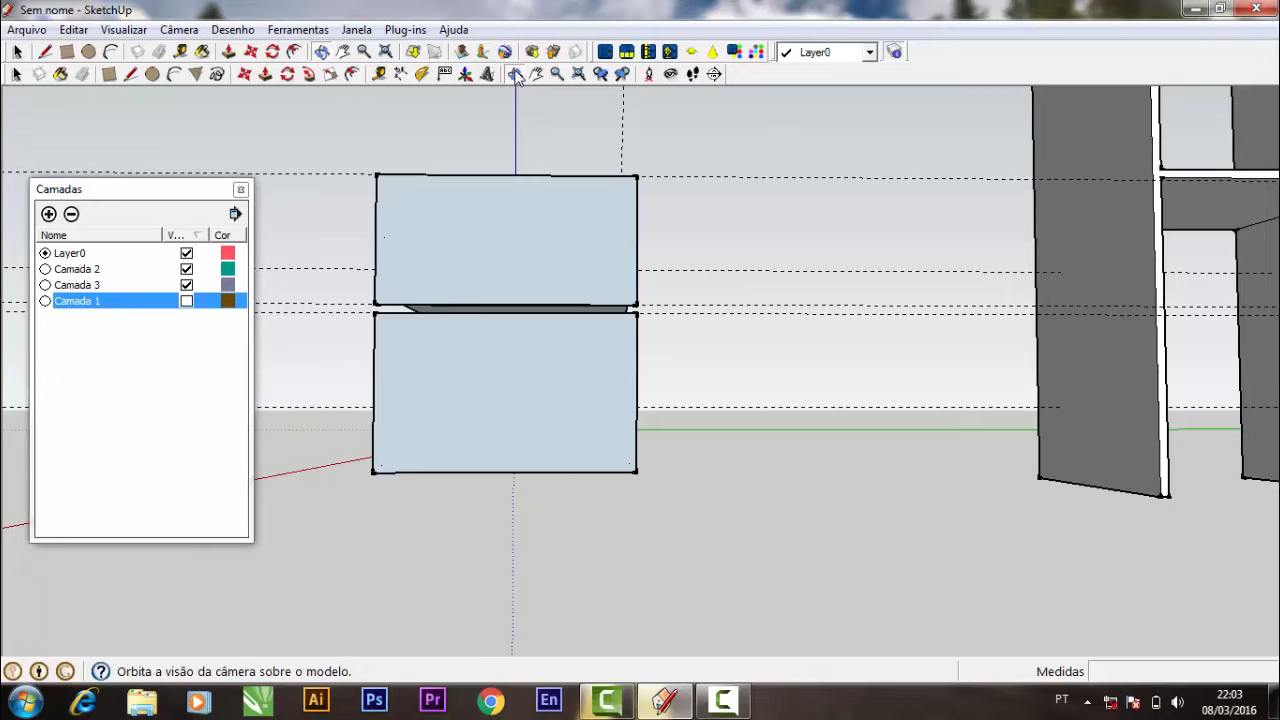 Sem nome - SketchUp
Arquivo Editar Visualizar Câmera Desenho Ferramentas Janela Plug-ins Ajuda
Layer0
ABC
Camadas
Nome V... Cor
Layer0
Camada 2
Camada 3
Camada 1
Orbita a visão da câmera sobre o modelo. Medidas
Ai Ps Pr En
PT
22:03
08/03/2016